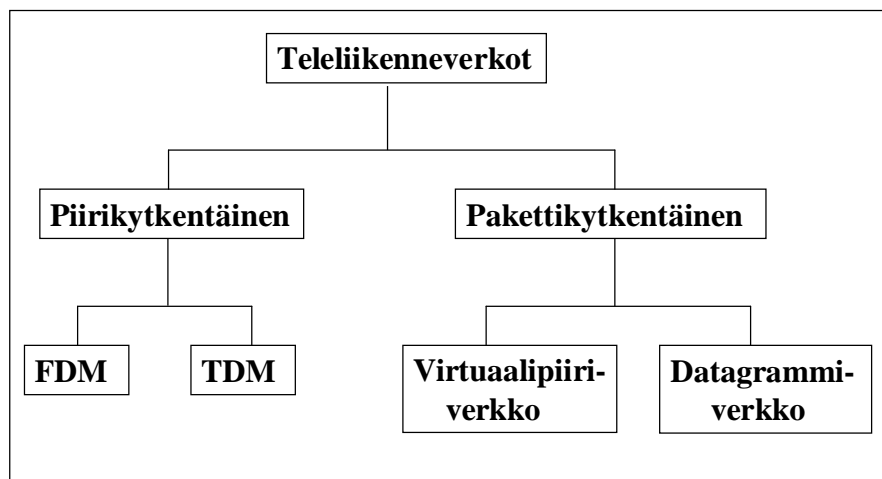 Teleliikenneverkot
Piirikytkentäinen
Pakettikytkentäinen
FDM
TDM
Virtuaalipiiri-
verkko
Datagrammi-
verkko